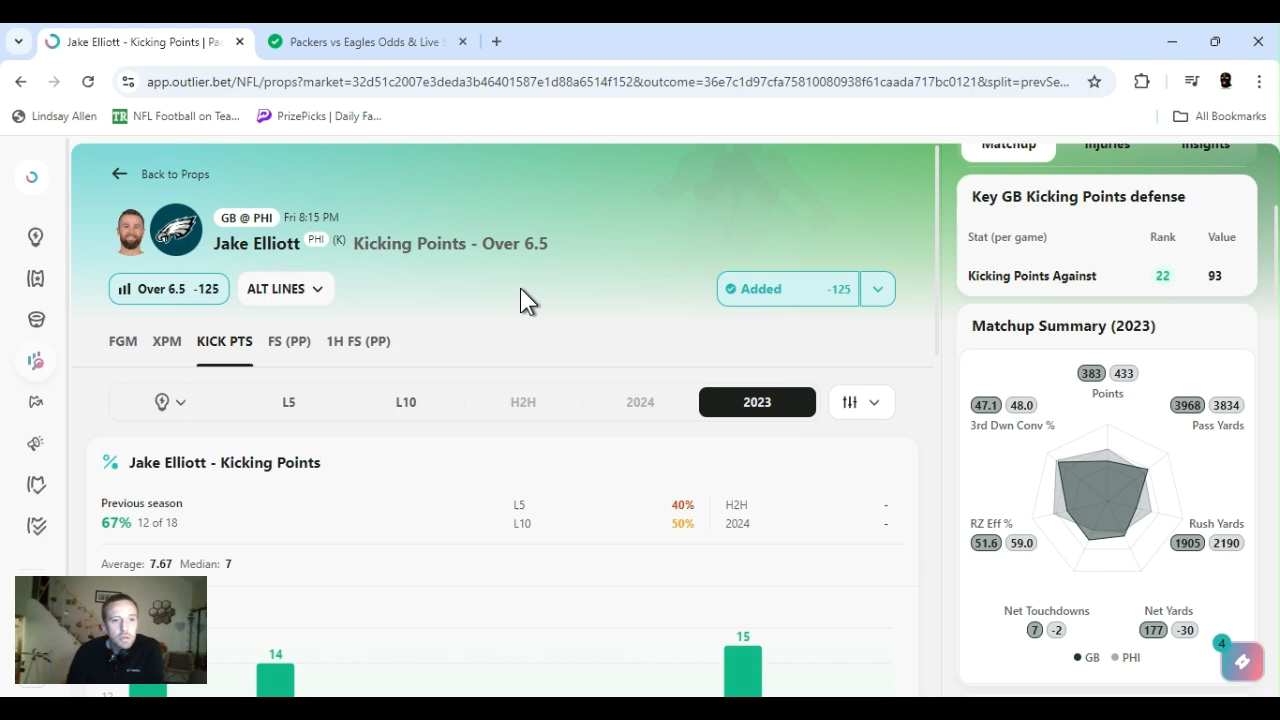 Jake Elliott - Kicking Points | Pac
Packers vs Eagles Odds & Live S
app.outlier.bet/NFL/props?market=32d51c2007e3deda3b46401587e1d88a6514f152&outcome=36e7c1d97cfa75810080938f61caada717bc0121&split=prevSe...
Lindsay Allen
TR NFL Football on Tea...
PrizePicks | Daily Fa...
All Bookmarks
Back to Props
GB @ PHI Fri 8:15 PM
Jake Elliott PHI (K) Kicking Points - Over 6.5
Over 6.5 -125
ALT LINES
Added -125
FGM XPM KICK PTS FS (PP) 1H FS (PP)
L5 L10 H2H 2024 2023
Jake Elliott - Kicking Points
Previous season
67% 12 of 18
L5 40% H2H -
L10 50% 2024 -
Average: 7.67 Median: 7
14
15
Matchup Injuries Insights
Key GB Kicking Points defense
Stat (per game) Rank Value
Kicking Points Against 22 93
Matchup Summary (2023)
383 433
Points
47.1 48.0
3rd Dwn Conv %
3968 3834
Pass Yards
RZ Eff %
51.6 59.0
Rush Yards
1905 2190
Net Touchdowns
7 -2
Net Yards
177 -30
GB PHI
4